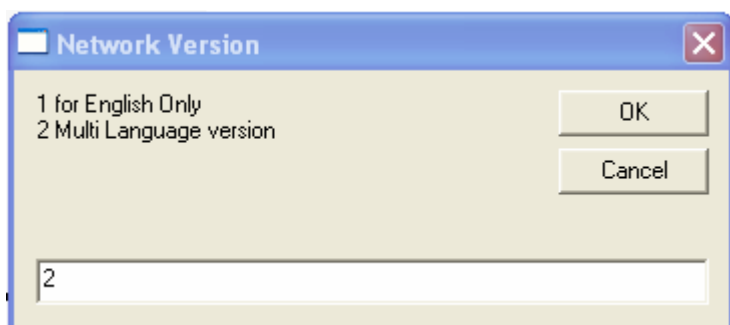 Network Version
1 for English Only
2 Multi Language version
OK
Cancel
2